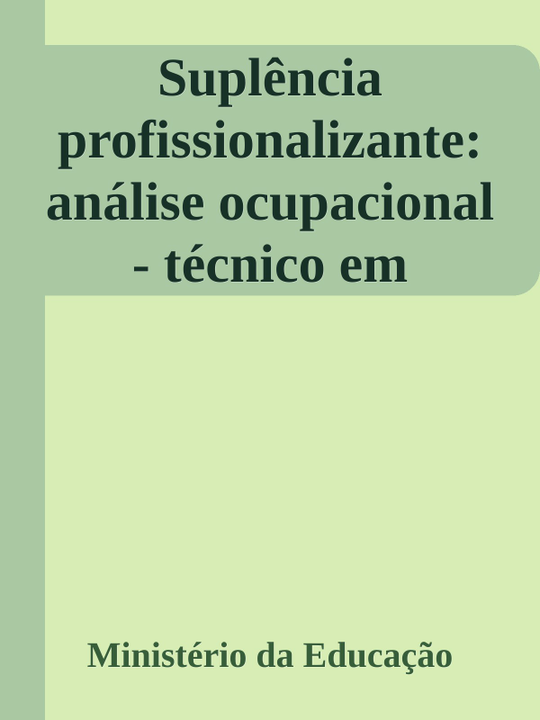 Suplência
profissionalizante:
análise ocupacional
- técnico em
Ministério da Educação